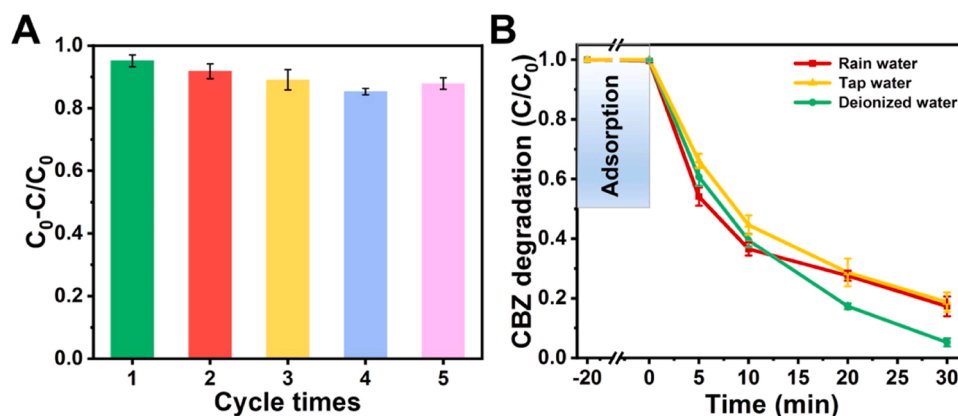 A
C₀-C/C₀
1.0
0.8
0.6
0.4
0.2
0.0
1 2 3 4 5
Cycle times
B
CBZ degradation (C/C₀)
1.0
0.8
0.6
0.4
0.2
0.0
Adsorption
Rain water
Tap water
Deionized water
-20 0 5 10 15 20 25 30
Time (min)